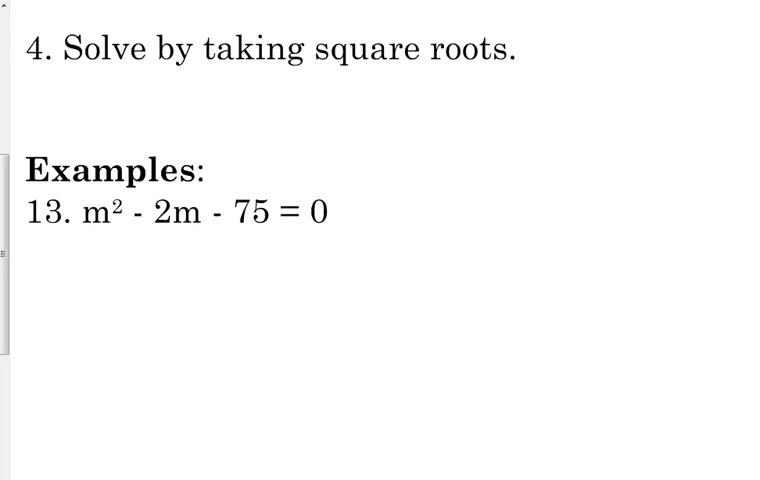 4. Solve by taking square roots.
Examples:
13. m² - 2m - 75 = 0